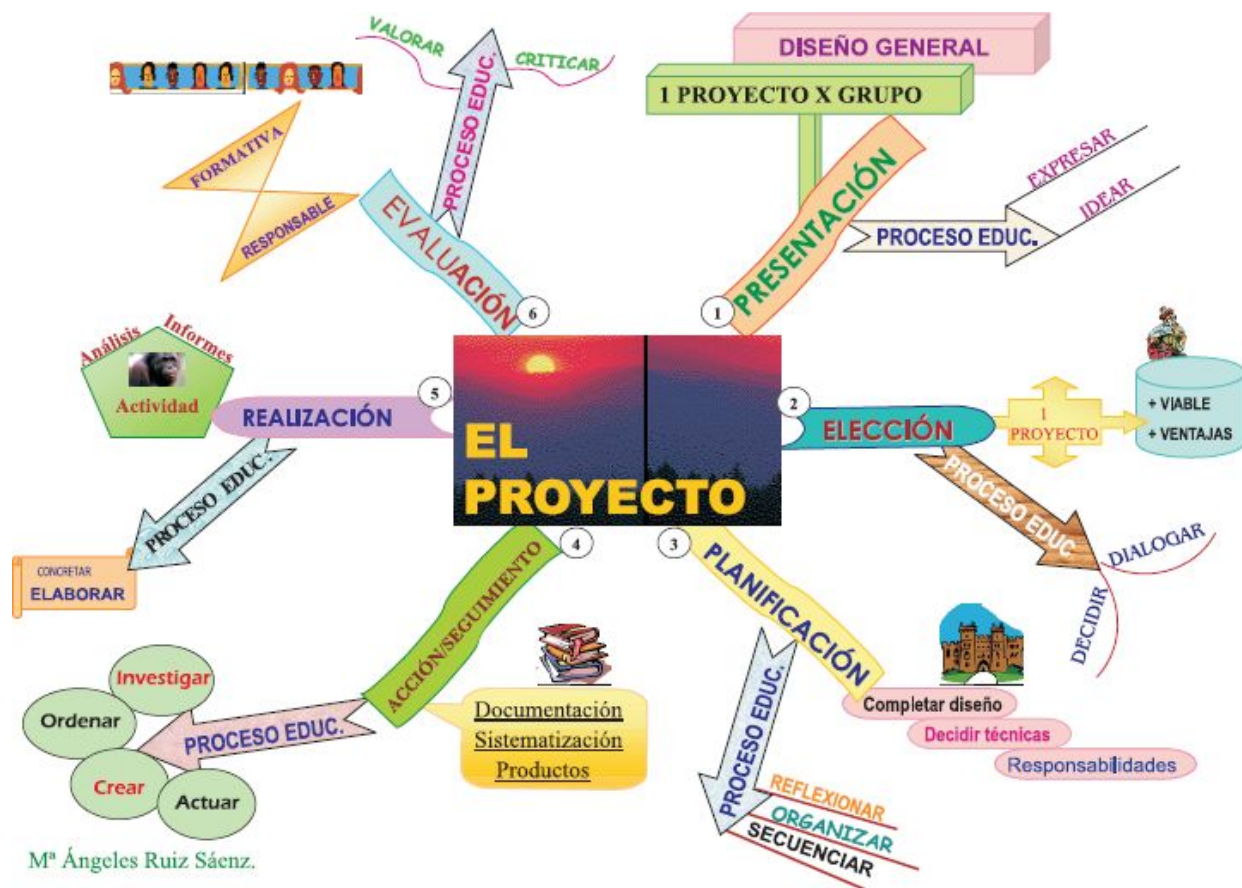 EL
PROYECTO
1
PRESENTACIÓN
DISEÑO GENERAL
1 PROYECTO X GRUPO
PROCESO EDUC.
EXPRESAR
IDEAR
2
ELECCIÓN
1
PROYECTO
+ VIABLE
+ VENTAJAS
PROCESO EDUC.
DIALOGAR
DECIDIR
3
PLANIFICACIÓN
Completar diseño
Decidir técnicas
Responsabilidades
PROCESO EDUC.
REFLEXIONAR
ORGANIZAR
SECUENCIAR
4
ACCIÓN/SEGUIMIENTO
Documentación
Sistematización
Productos
PROCESO EDUC.
Investigar
Ordenar
Crear
Actuar
5
REALIZACIÓN
Análisis
Informes
Actividad
PROCESO EDUC.
CONCRETAR
ELABORAR
6
EVALUACIÓN
FORMATIVA
RESPONSABLE
PROCESO EDUC.
VALORAR
CRITICAR
Mª Ángeles Ruiz Sáenz.